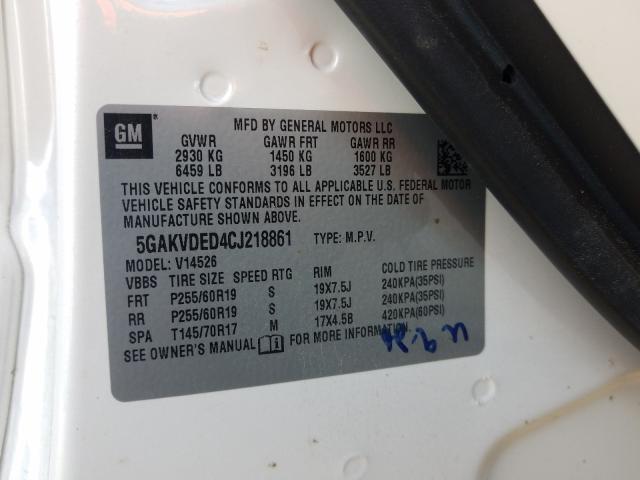 GM
MFD BY GENERAL MOTORS LLC
GVWR GAWR FRT GAWR RR
2930 KG 1450 KG 1600 KG
6459 LB 3196 LB 3527 LB
THIS VEHICLE CONFORMS TO ALL APPLICABLE U.S. FEDERAL MOTOR
VEHICLE SAFETY STANDARDS IN EFFECT ON THE DATE OF
MANUFACTURE SHOWN ABOVE.
5GAKVDED4CJ218861 TYPE: M.P.V.
MODEL: V14526
VBBS TIRE SIZE SPEED RTG RIM COLD TIRE PRESSURE
FRT P255/60R19 S 19X7.5J 240KPA(35PSI)
RR P255/60R19 S 19X7.5J 240KPA(35PSI)
SPA T145/70R17 M 17X4.5B 420KPA(60PSI)
SEE OWNER'S MANUAL FOR MORE INFORMATION